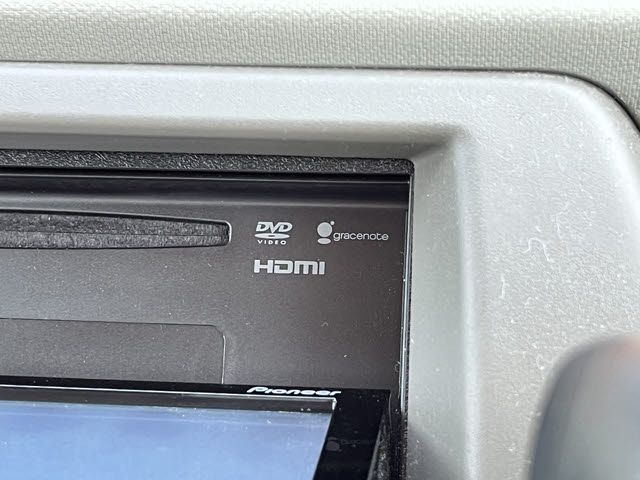 DVD
VIDEO
gracenote
HDMI
Pioneer